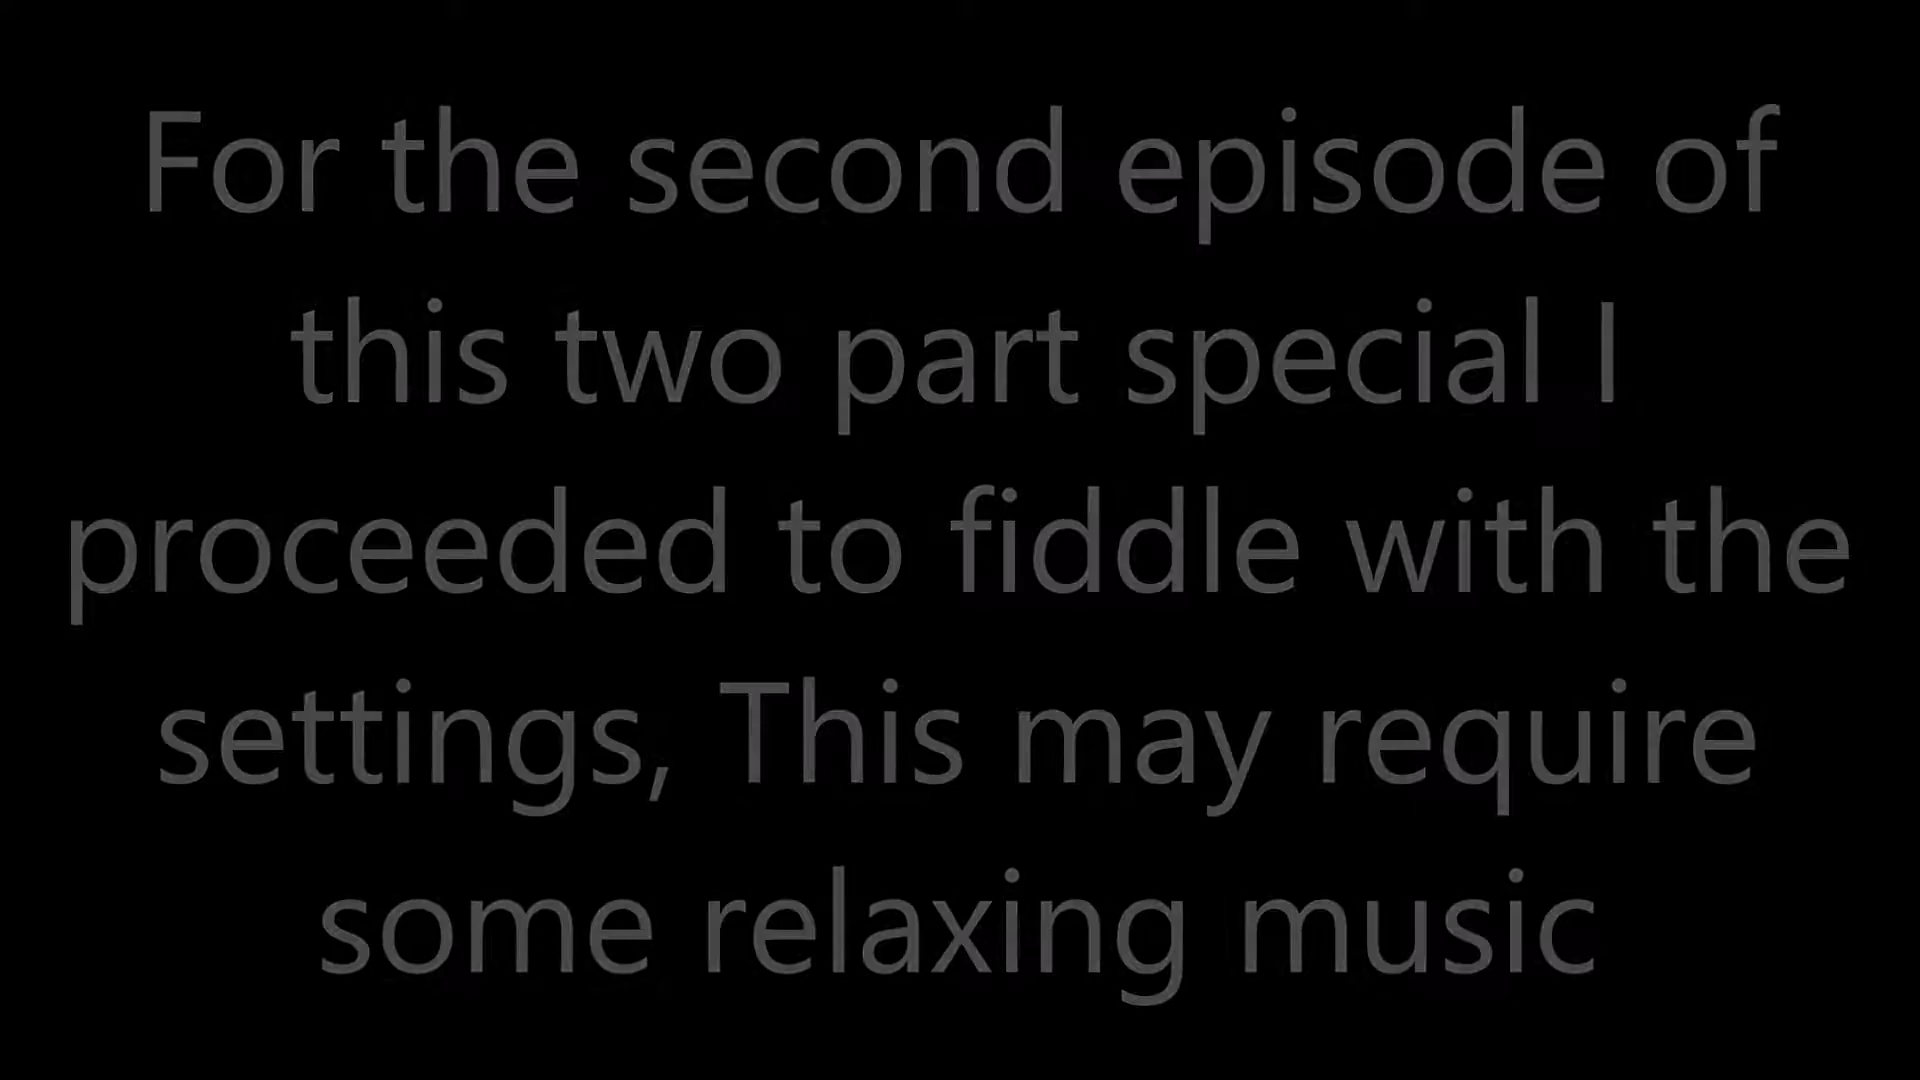 For the second episode of
this two part special I
proceeded to fiddle with the
settings, This may require
some relaxing music